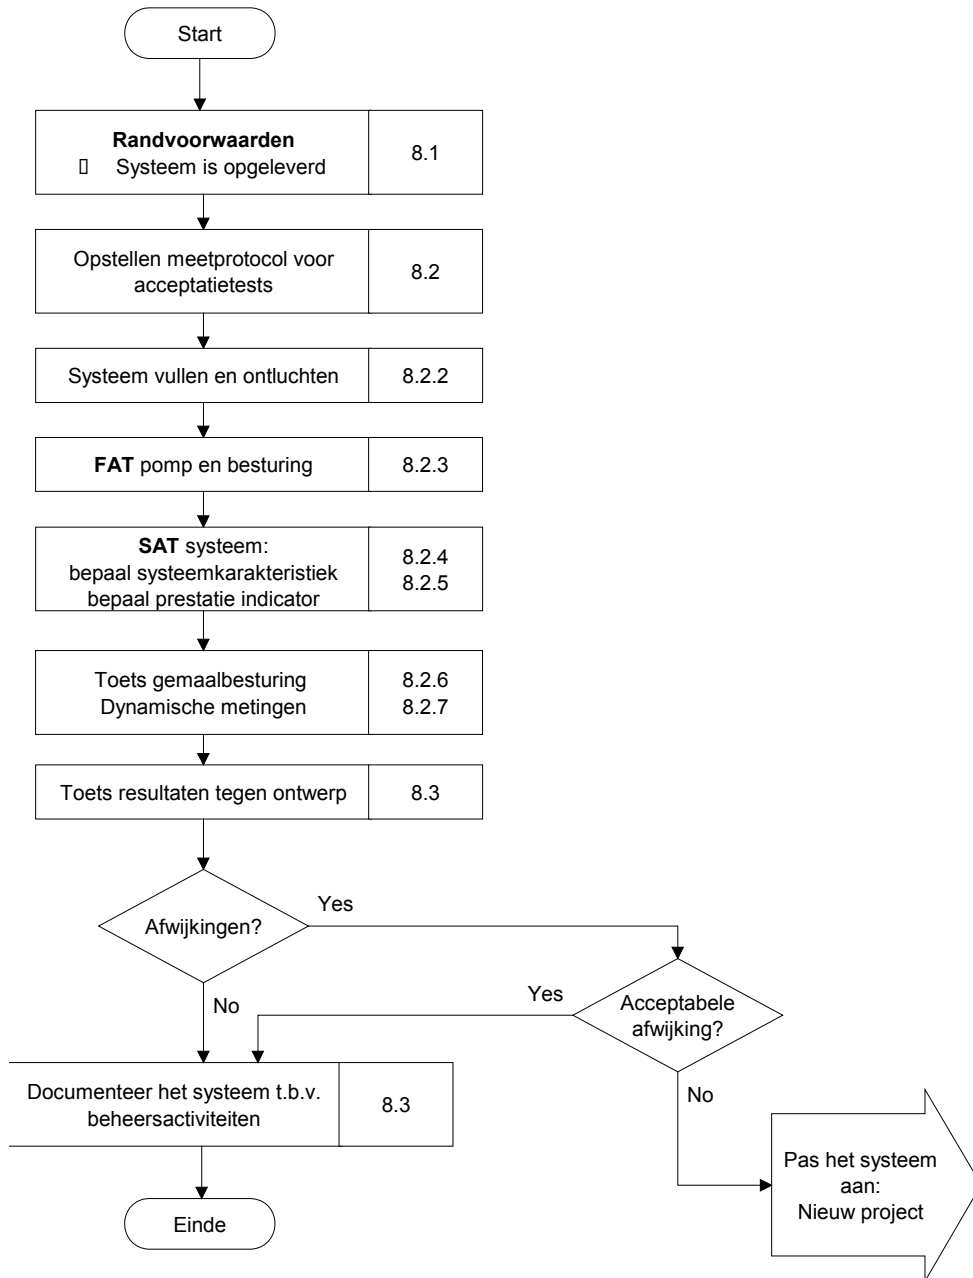 Start
Randvoorwaarden
Systeem is opgeleverd
8.1
Opstellen meetprotocol voor
acceptatietests
8.2
Systeem vullen en ontluchten
8.2.2
FAT pomp en besturing
8.2.3
SAT systeem:
bepaal systeemkarakteristiek
bepaal prestatie indicator
8.2.4
8.2.5
Toets gemaalbesturing
Dynamische metingen
8.2.6
8.2.7
Toets resultaten tegen ontwerp
8.3
Afwijkingen?
Yes
No
Acceptabele
afwijking?
Yes
No
Documenteer het systeem t.b.v.
beheersactiviteiten
8.3
Pas het systeem
aan:
Nieuw project
Einde